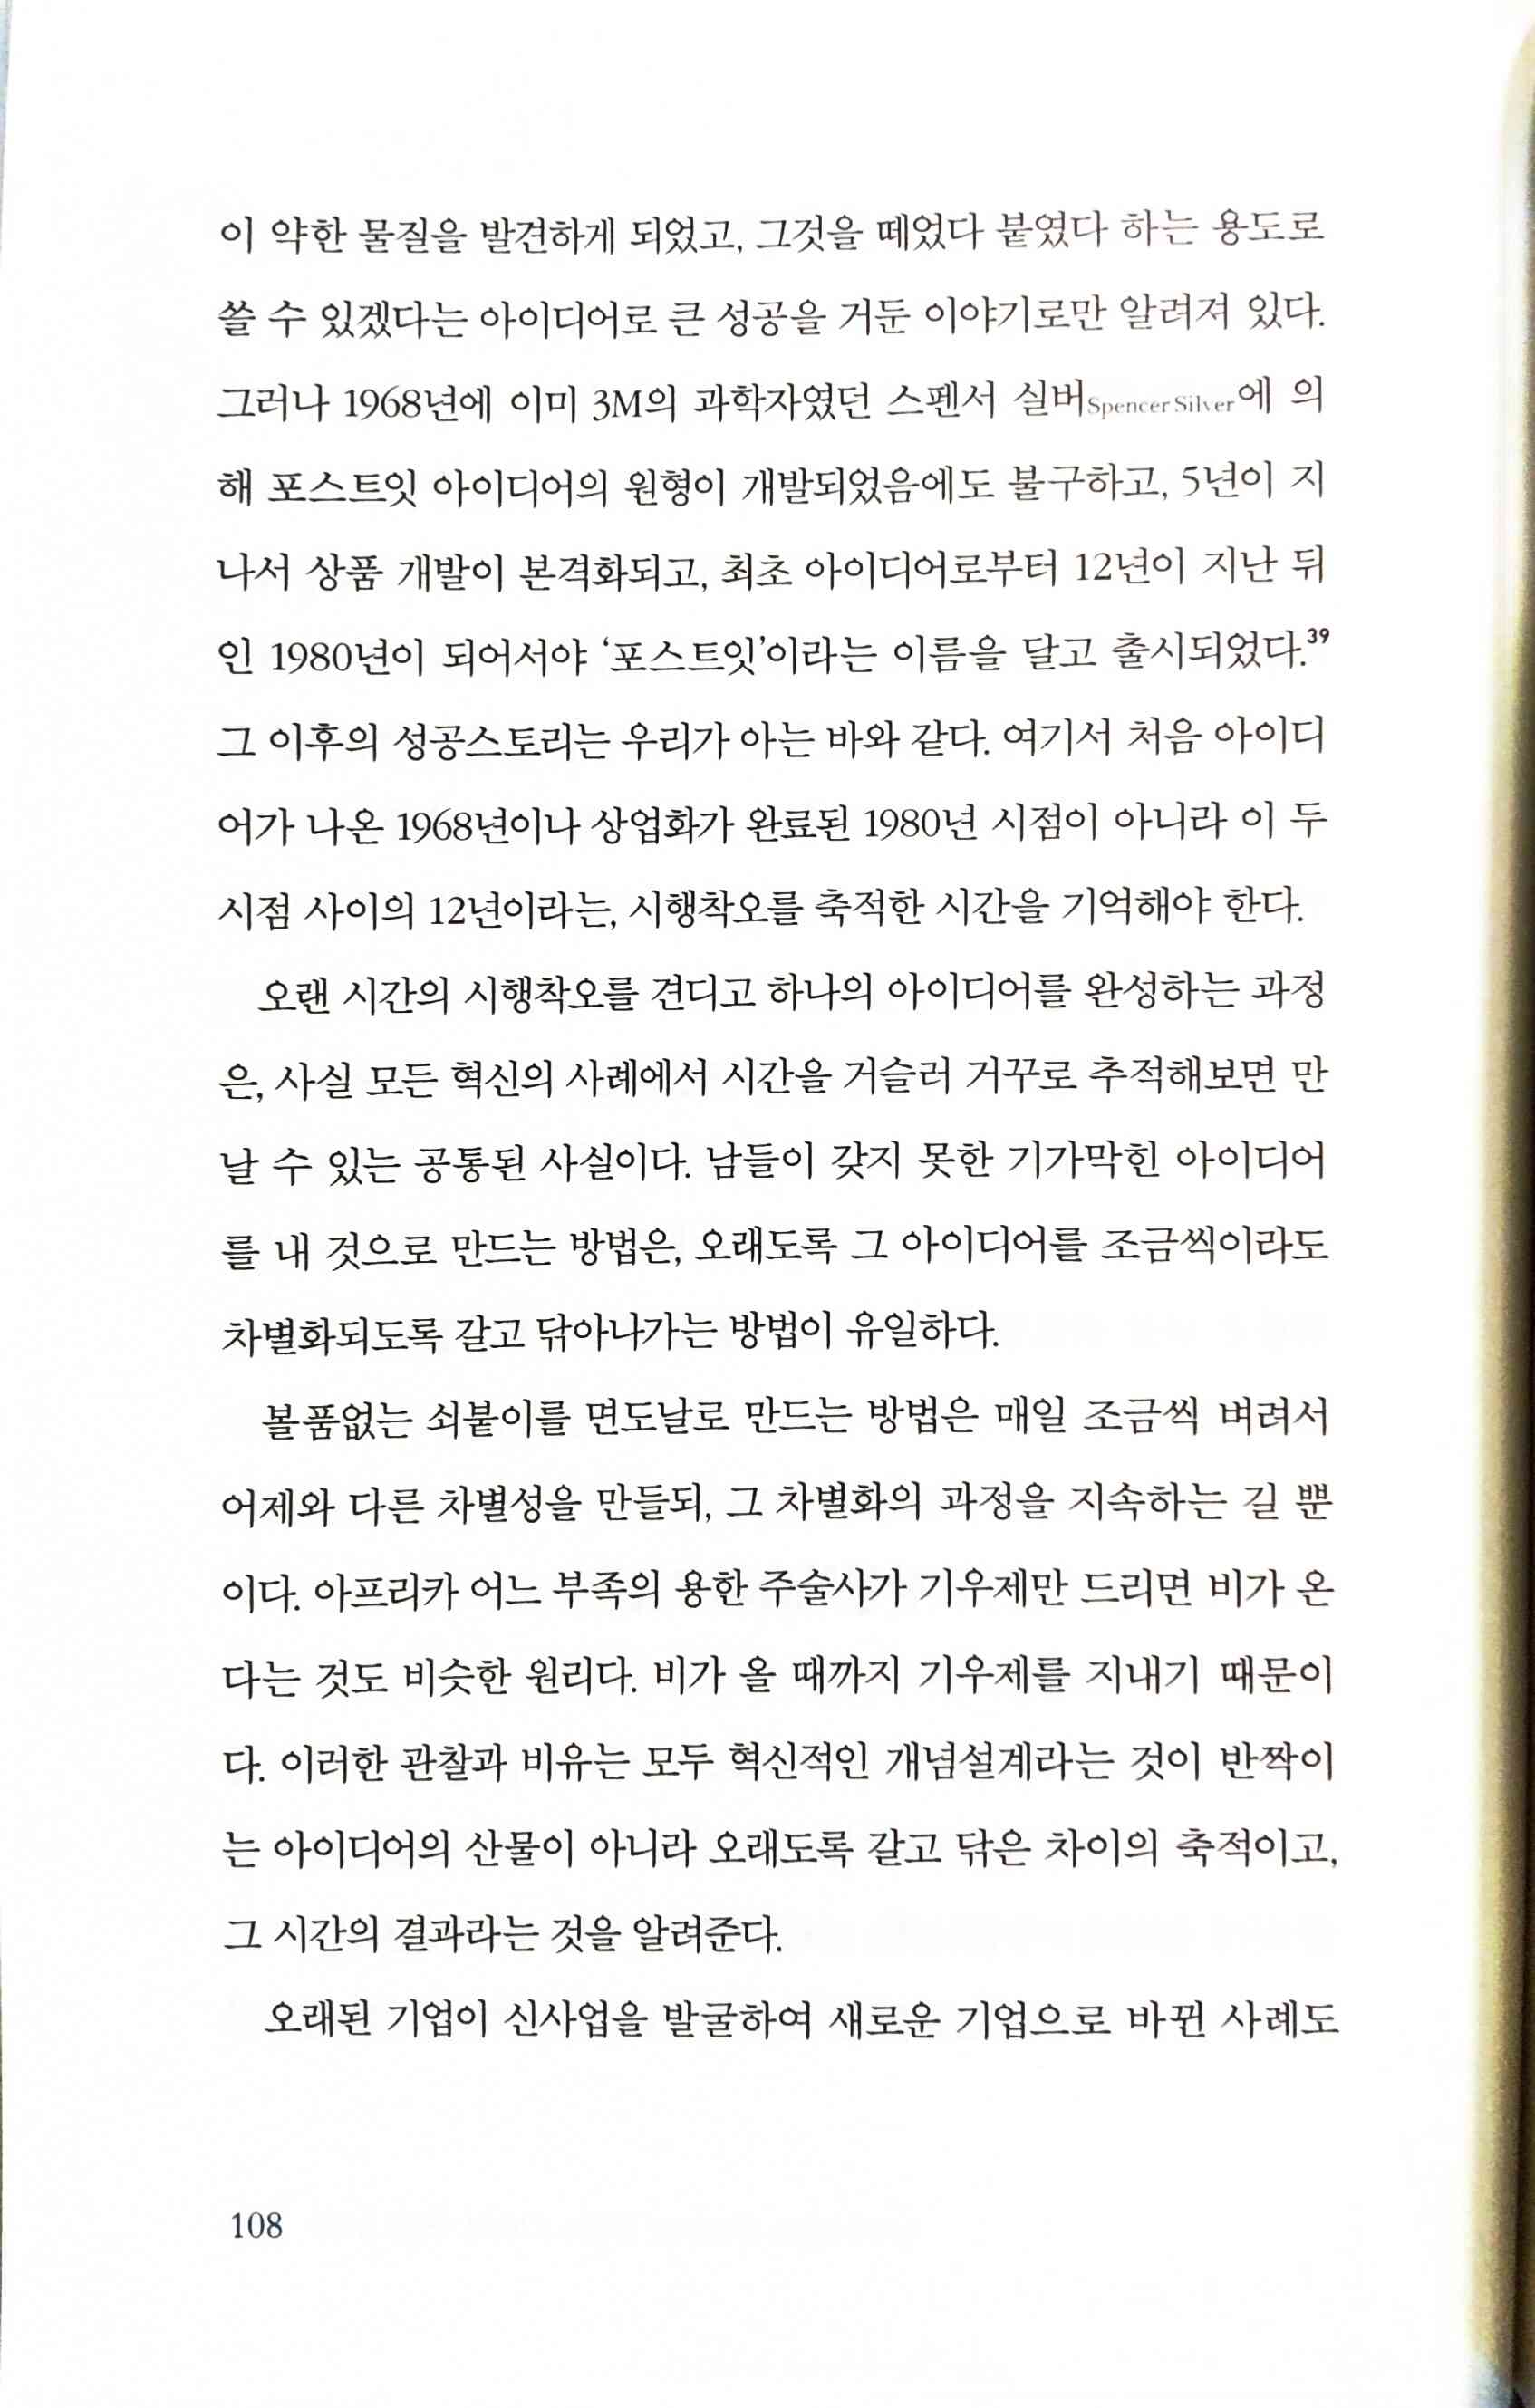 이 약한 물질을 발견하게 되었고, 그것을 떼었다 붙였다 하는 용도로
쓸 수 있겠다는 아이디어로 큰 성공을 거둔 이야기로만 알려져 있다.
그러나 1968년에 이미 3M의 과학자였던 스펜서 실버Spencer Silver에 의
해 포스트잇 아이디어의 원형이 개발되었음에도 불구하고, 5년이 지
나서 상품 개발이 본격화되고, 최초 아이디어로부터 12년이 지난 뒤
인 1980년이 되어서야 ‘포스트잇’이라는 이름을 달고 출시되었다.³⁹
그 이후의 성공스토리는 우리가 아는 바와 같다. 여기서 처음 아이디
어가 나온 1968년이나 상업화가 완료된 1980년 시점이 아니라 이 두
시점 사이의 12년이라는, 시행착오를 축적한 시간을 기억해야 한다.
오랜 시간의 시행착오를 견디고 하나의 아이디어를 완성하는 과정
은, 사실 모든 혁신의 사례에서 시간을 거슬러 거꾸로 추적해보면 만
날 수 있는 공통된 사실이다. 남들이 갖지 못한 기가막힌 아이디어
를 내 것으로 만드는 방법은, 오래도록 그 아이디어를 조금씩이라도
차별화되도록 갈고 닦아나가는 방법이 유일하다.
볼품없는 쇠붙이를 면도날로 만드는 방법은 매일 조금씩 벼려서
어제와 다른 차별성을 만들되, 그 차별화의 과정을 지속하는 길 뿐
이다. 아프리카 어느 부족의 용한 주술사가 기우제만 드리면 비가 온
다는 것도 비슷한 원리다. 비가 올 때까지 기우제를 지내기 때문이
다. 이러한 관찰과 비유는 모두 혁신적인 개념설계라는 것이 반짝이
는 아이디어의 산물이 아니라 오래도록 갈고 닦은 차이의 축적이고,
그 시간의 결과라는 것을 알려준다.
오래된 기업이 신사업을 발굴하여 새로운 기업으로 바뀐 사례도
108